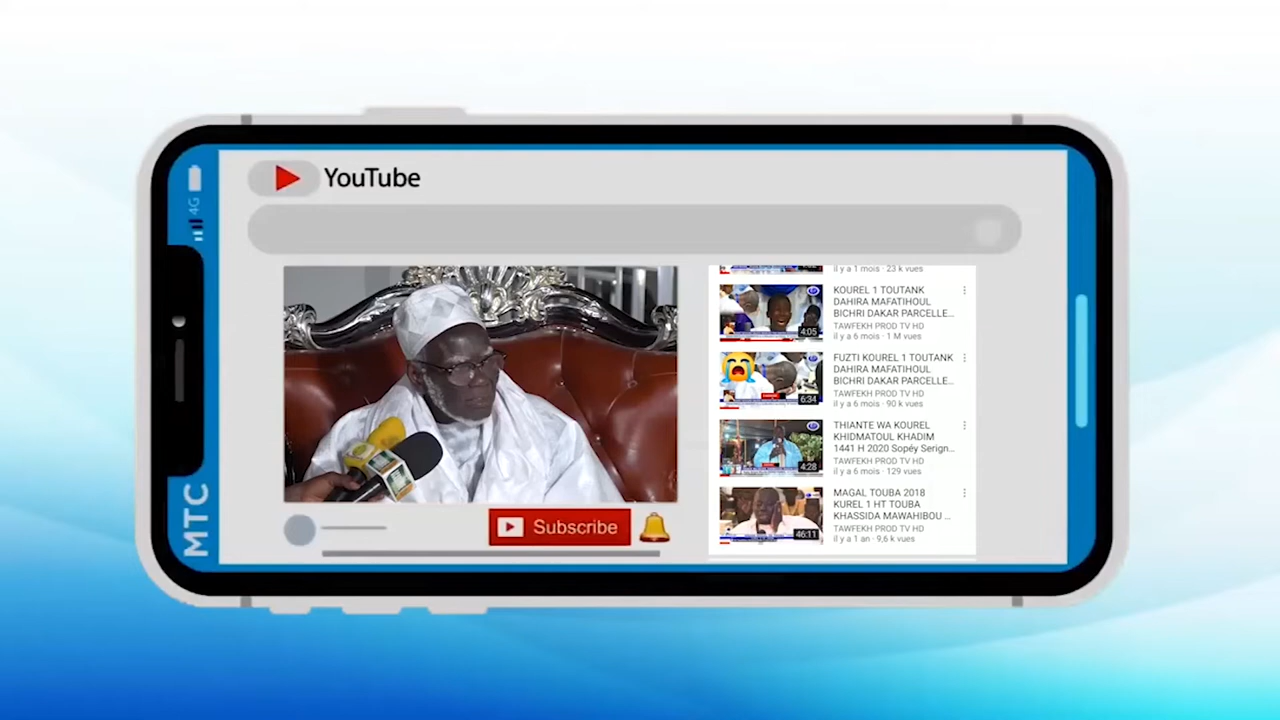 4G
MTC
YouTube
Subscribe
il y a 1 mois · 23 k vues
KOUREL 1 TOUTANK
DAHIRA MAFATIHOUL
BICHRI DAKAR PARCELLE...
TAWFEKH PROD TV HD
il y a 6 mois · 1 M vues
4:05
FUZTI KOUREL 1 TOUTANK
DAHIRA MAFATIHOUL
BICHRI DAKAR PARCELLE...
TAWFEKH PROD TV HD
il y a 6 mois · 90 k vues
6:34
THIANTE WA KOUREL
KHIDMATOUL KHADIM
1441 H 2020 Sopéy Serign...
TAWFEKH PROD TV HD
il y a 6 mois · 129 vues
4:28
MAGAL TOUBA 2018
KUREL 1 HT TOUBA
KHASSIDA MAWAHIBOU ...
TAWFEKH PROD TV HD
il y a 1 an · 9,6 k vues
46:11